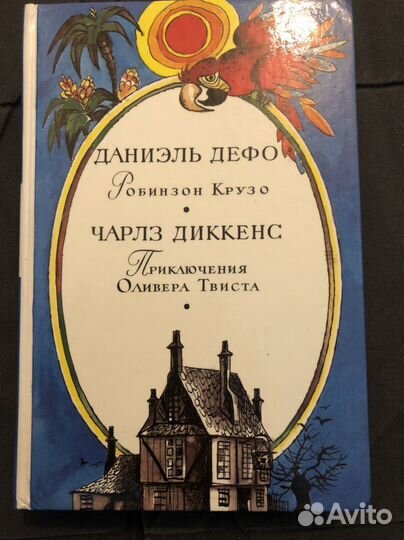 ДАНИЭЛЬ ДЕФО
Робинзон Крузо
•
ЧАРЛЗ ДИККЕНС
Приключения
Оливера Твиста
•
Avito